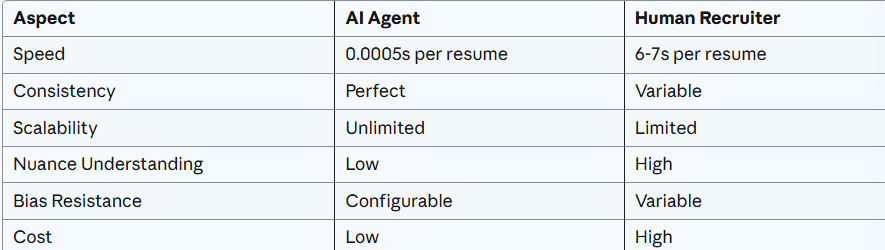 Aspect AI Agent Human Recruiter
Speed 0.0005s per resume 6-7s per resume
Consistency Perfect Variable
Scalability Unlimited Limited
Nuance Understanding Low High
Bias Resistance Configurable Variable
Cost Low High